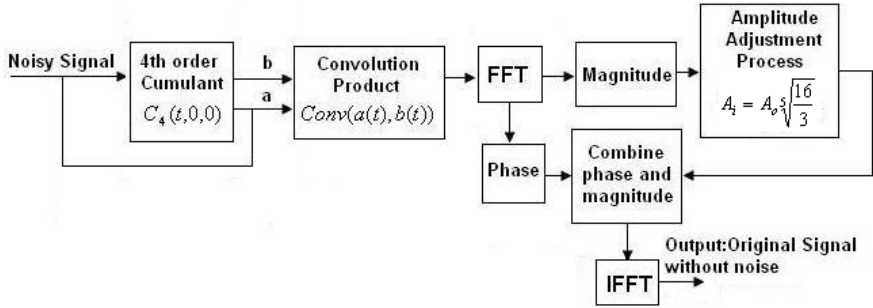 Noisy Signal
4th order
Cumulant
C₄(t,0,0)
b
a
Convolution
Product
Conv(a(t),b(t))
FFT
Magnitude
Amplitude
Adjustment
Process
Aᵢ = Aₒ ⁵√(16/3)
Phase
Combine
phase and
magnitude
IFFT
Output:Original Signal
without noise